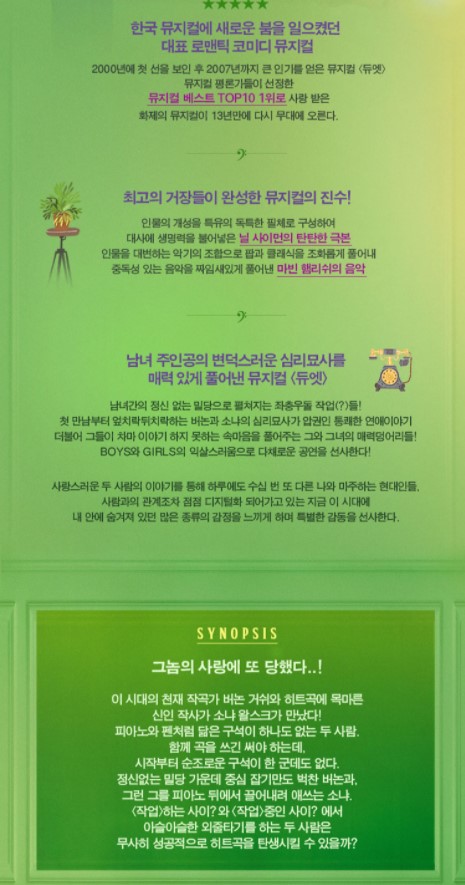 ★★★★★
한국 뮤지컬에 새로운 붐을 일으켰던
대표 로맨틱 코미디 뮤지컬
2000년에 첫 선을 보인 후 2007년까지 큰 인기를 얻은 뮤지컬 〈듀엣〉
뮤지컬 평론가들이 선정한
뮤지컬 베스트 TOP10 1위로 사랑 받은
화제의 뮤지컬이 13년만에 다시 무대에 오른다.
최고의 거장들이 완성한 뮤지컬의 진수!
인물의 개성을 특유의 독특한 필체로 구성하여
대사에 생명력을 불어넣은 닐 사이먼의 탄탄한 극본
인물을 대변하는 악기의 조합으로 팝과 클래식을 조화롭게 풀어내
중독성 있는 음악을 짜임새있게 풀어낸 마빈 햄리쉬의 음악
남녀 주인공의 변덕스러운 심리묘사를
매력 있게 풀어낸 뮤지컬 〈듀엣〉
남녀간의 정신 없는 밀당으로 펼쳐지는 좌충우돌 작업(?)들!
첫 만남부터 엎치락뒤치락하는 버논과 소냐의 심리묘사가 압권인 통쾌한 연애이야기
더불어 그들이 차마 이야기 하지 못하는 속마음을 풀어주는 그와 그녀의 매력덩어리들!
BOYS와 GIRLS의 익살스러움으로 다채로운 공연을 선사한다!
사랑스러운 두 사람의 이야기를 통해 하루에도 수십 번 또 다른 나와 마주하는 현대인들,
사람과의 관계조차 점점 디지털화 되어가고 있는 지금 이 시대에
내 안에 숨겨져 있던 많은 종류의 감정을 느끼게 하며 특별한 감동을 선사한다.
SYNOPSIS
그놈의 사랑에 또 당했다..!
이 시대의 천재 작곡가 버논 거쉬와 히트곡에 목마른
신인 작사가 소냐 왈스크가 만났다!
피아노와 펜처럼 닮은 구석이 하나도 없는 두 사람.
함께 곡을 쓰긴 써야 하는데,
시작부터 순조로운 구석이 한 군데도 없다.
정신없는 밀당 가운데 중심 잡기만도 벅찬 버논과,
그런 그를 피아노 뒤에서 끌어내려 애쓰는 소냐.
〈작업〉하는 사이? 와 〈작업〉중인 사이? 에서
아슬아슬한 외줄타기를 하는 두 사람은
무사히 성공적으로 히트곡을 탄생시킬 수 있을까?